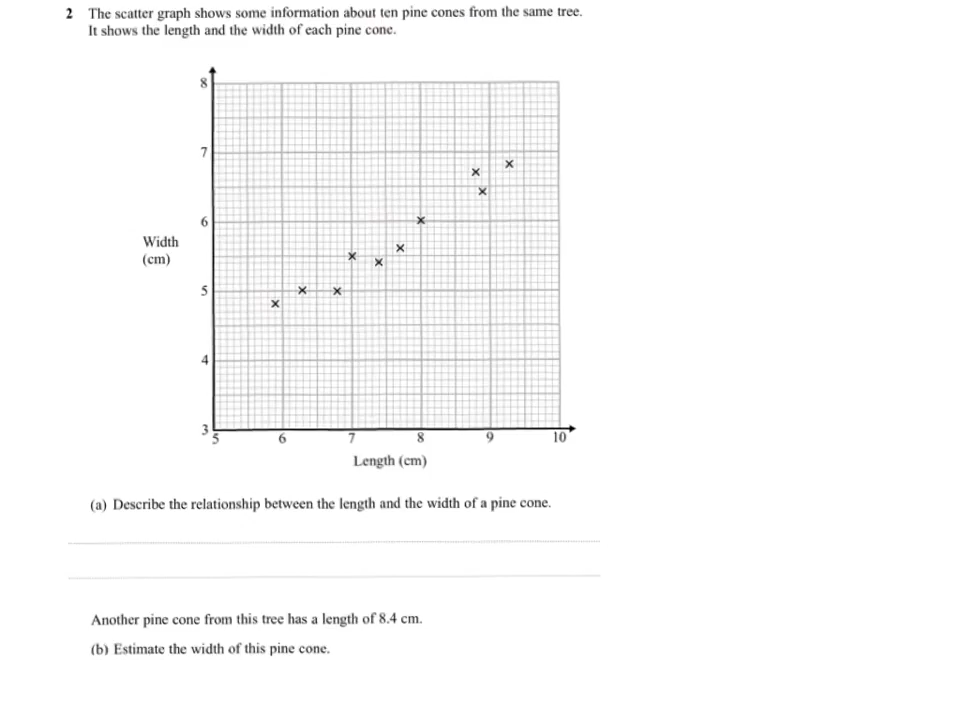 2 The scatter graph shows some information about ten pine cones from the same tree.
It shows the length and the width of each pine cone.
8
7
6
Width
(cm)
5
4
3
5 6 7 8 9 10
Length (cm)
(a) Describe the relationship between the length and the width of a pine cone.
Another pine cone from this tree has a length of 8.4 cm.
(b) Estimate the width of this pine cone.